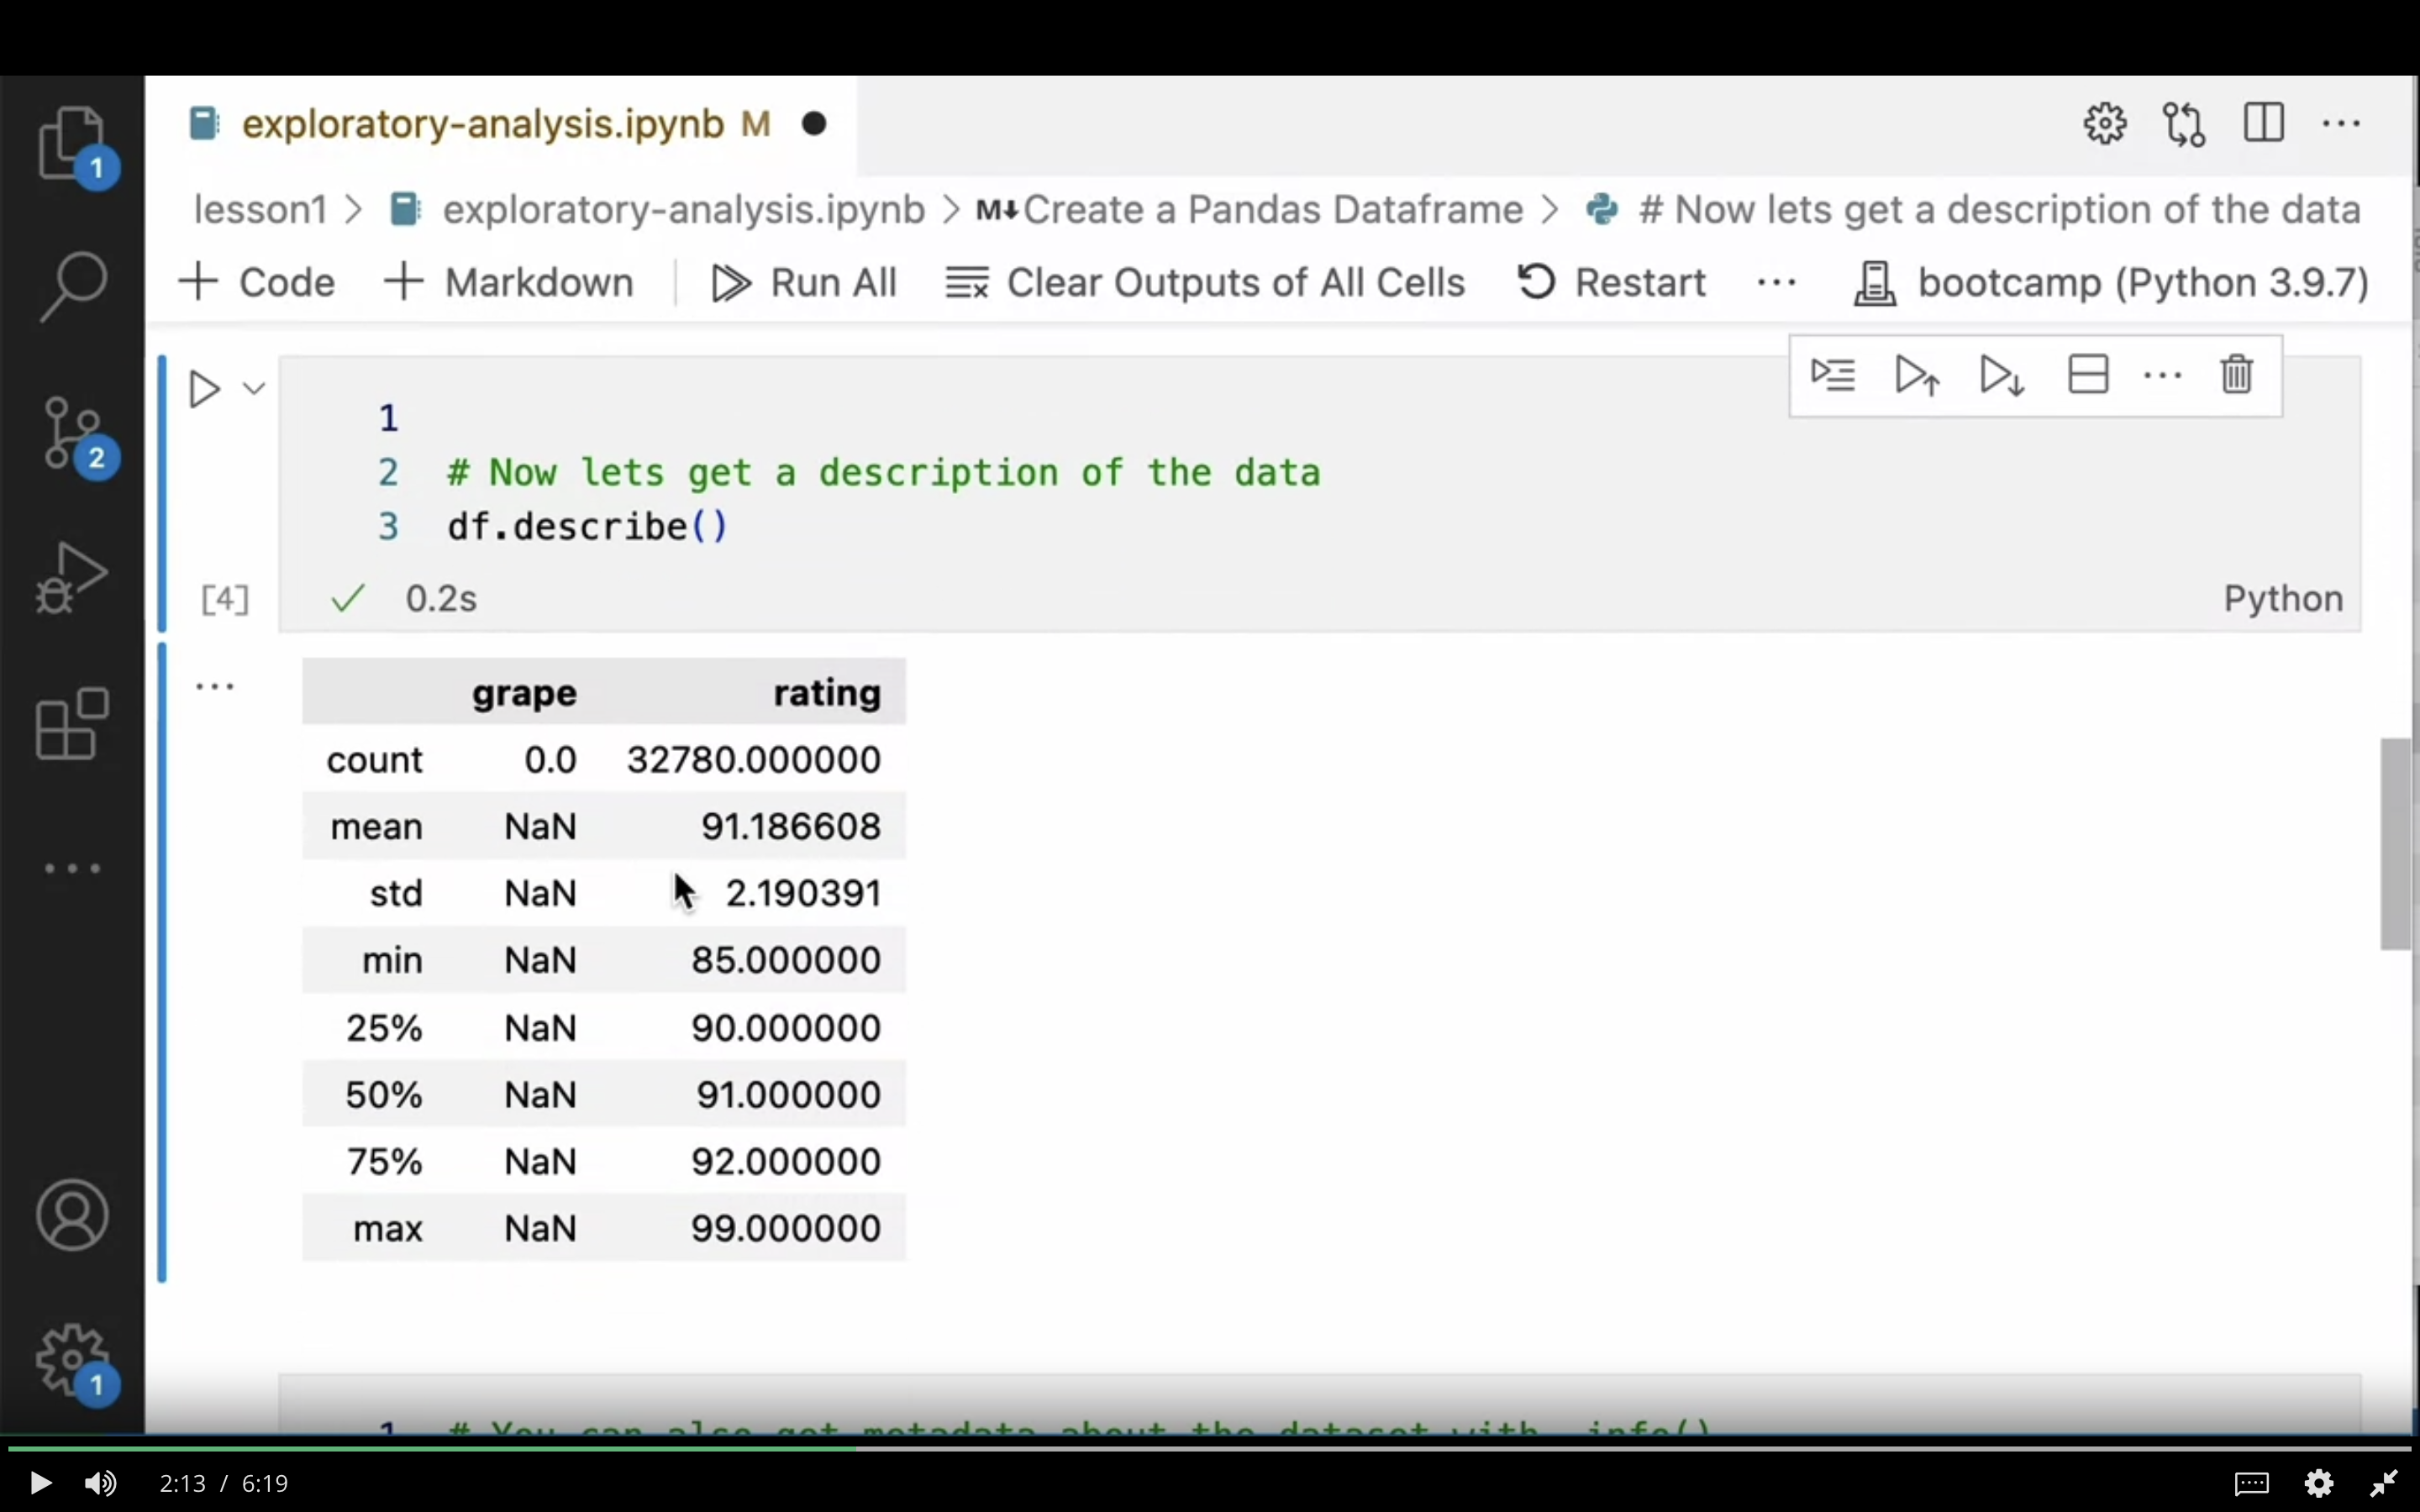 exploratory-analysis.ipynb M
lesson1 > exploratory-analysis.ipynb > M↓ Create a Pandas Dataframe > # Now lets get a description of the data
+ Code + Markdown Run All Clear Outputs of All Cells Restart ... bootcamp (Python 3.9.7)
1
2 # Now lets get a description of the data
3 df.describe()
[4] 0.2s Python
grape rating
count 0.0 32780.000000
mean NaN 91.186608
std NaN 2.190391
min NaN 85.000000
25% NaN 90.000000
50% NaN 91.000000
75% NaN 92.000000
max NaN 99.000000
1 # You can also get metadata about the dataset with .info()
2:13 / 6:19
1
2
1